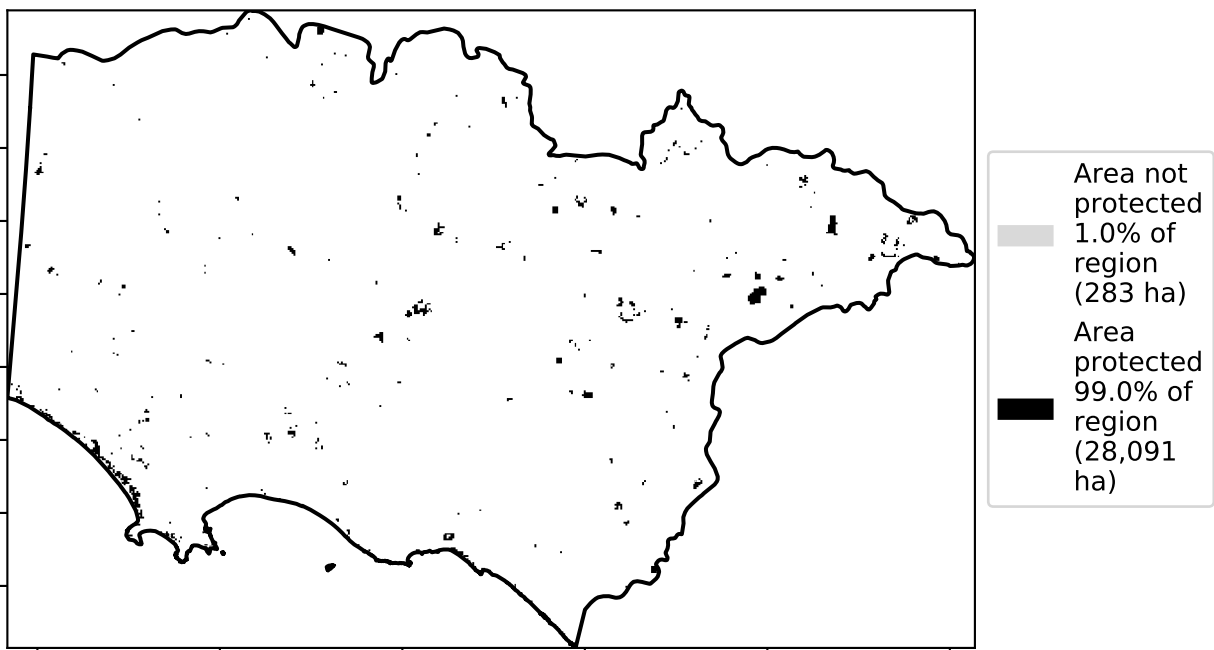 Area not
protected
1.0% of
region
(283 ha)
Area
protected
99.0% of
region
(28,091
ha)